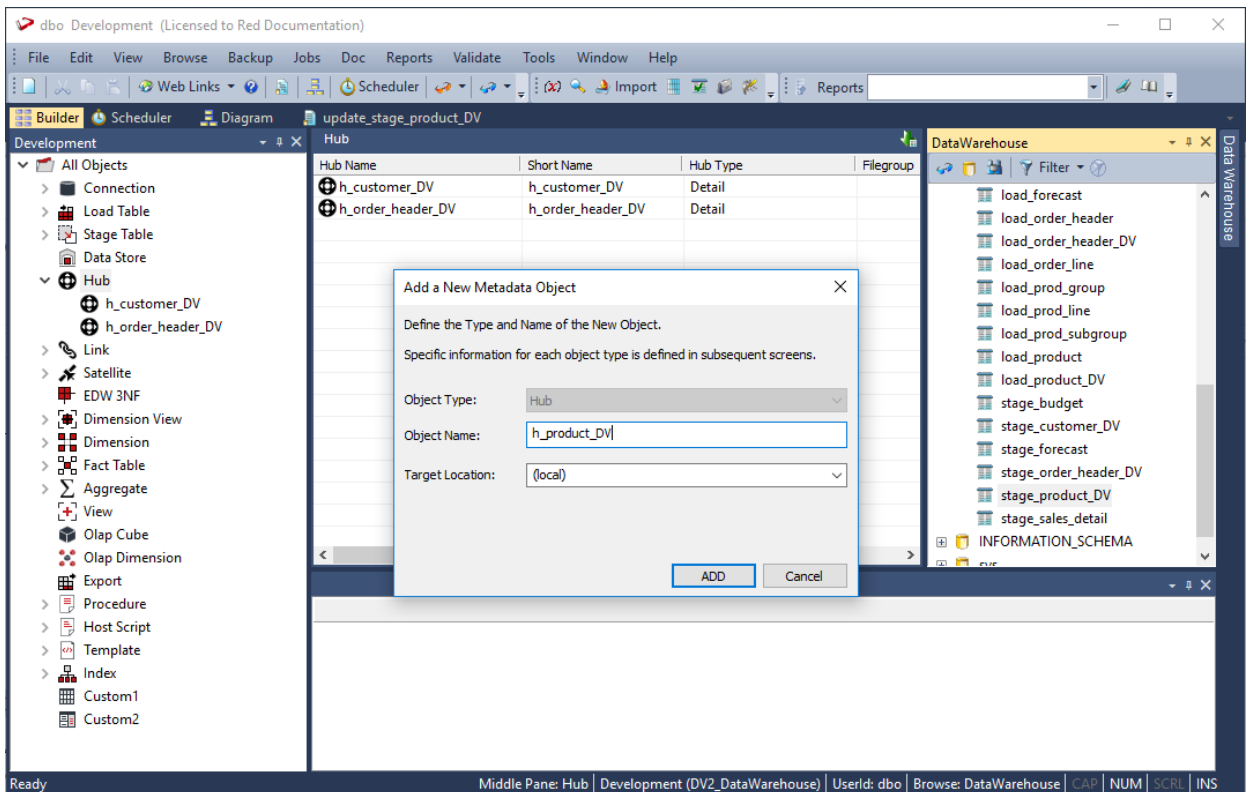 dbo Development (Licensed to Red Documentation)
File Edit View Browse Backup Jobs Doc Reports Validate Tools Window Help
Web Links Scheduler (x) Import Reports
Builder Scheduler Diagram update_stage_product_DV
Development
All Objects
Connection
Load Table
Stage Table
Data Store
Hub
h_customer_DV
h_order_header_DV
Link
Satellite
EDW 3NF
Dimension View
Dimension
Fact Table
Aggregate
View
Olap Cube
Olap Dimension
Export
Procedure
Host Script
Template
Index
Custom1
Custom2
Hub
Hub Name Short Name Hub Type Filegroup
h_customer_DV h_customer_DV Detail
h_order_header_DV h_order_header_DV Detail
Add a New Metadata Object
Define the Type and Name of the New Object.
Specific information for each object type is defined in subsequent screens.
Object Type: Hub
Object Name: h_product_DV
Target Location: (local)
ADD Cancel
DataWarehouse
Filter
load_forecast
load_order_header
load_order_header_DV
load_order_line
load_prod_group
load_prod_line
load_prod_subgroup
load_product
load_product_DV
stage_budget
stage_customer_DV
stage_forecast
stage_order_header_DV
stage_product_DV
stage_sales_detail
INFORMATION_SCHEMA
sys
Data Warehouse
Ready Middle Pane: Hub Development (DV2_DataWarehouse) UserId: dbo Browse: DataWarehouse CAP NUM SCRL INS